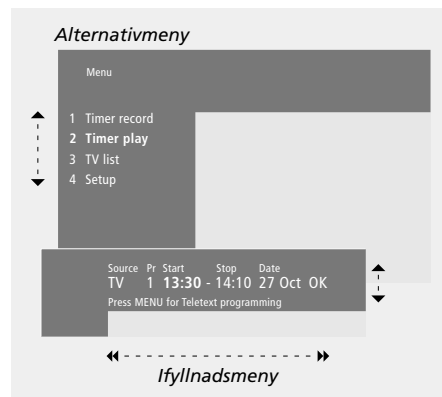 Alternativmeny
Menu
1 Timer record
2 Timer play
3 TV list
4 Setup
Source Pr Start Stop Date
TV 1 13:30 - 14:10 27 Oct OK
Press MENU for Teletext programming
Ifyllnadsmeny